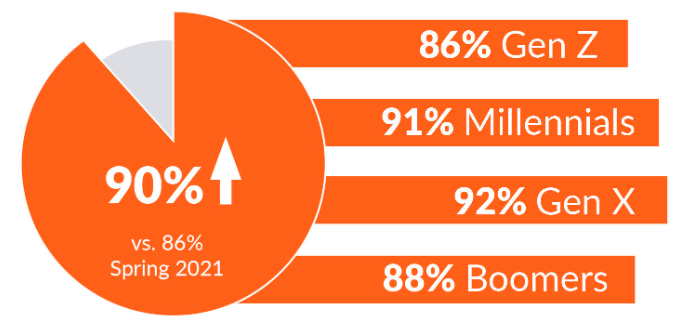 90%
vs. 86%
Spring 2021
86% Gen Z
91% Millennials
92% Gen X
88% Boomers